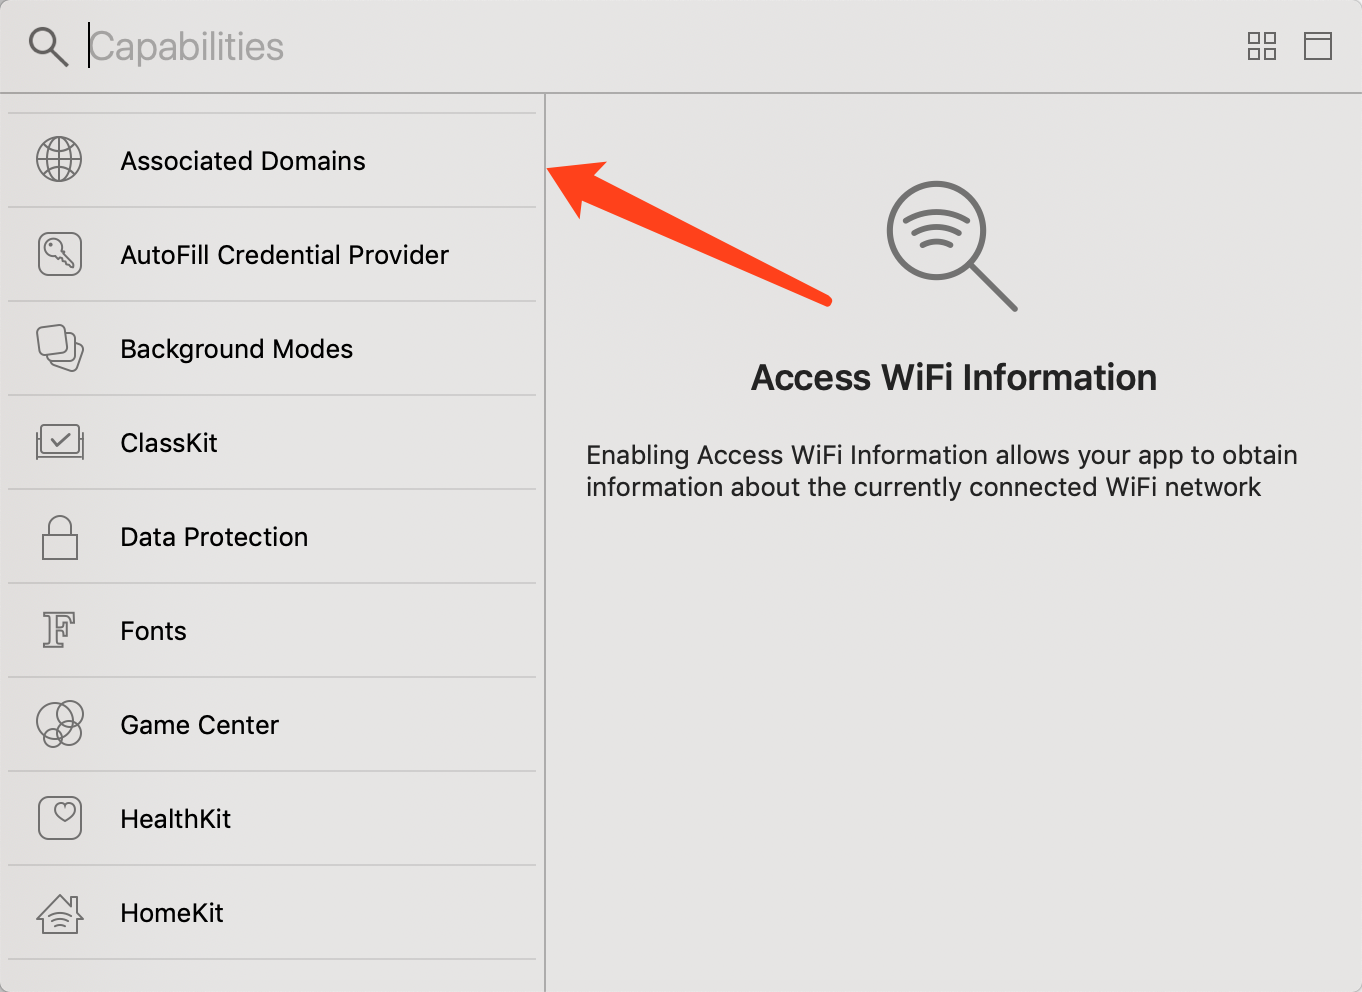 Capabilities
Associated Domains
AutoFill Credential Provider
Background Modes
ClassKit
Data Protection
Fonts
Game Center
HealthKit
HomeKit
Access WiFi Information
Enabling Access WiFi Information allows your app to obtain
information about the currently connected WiFi network